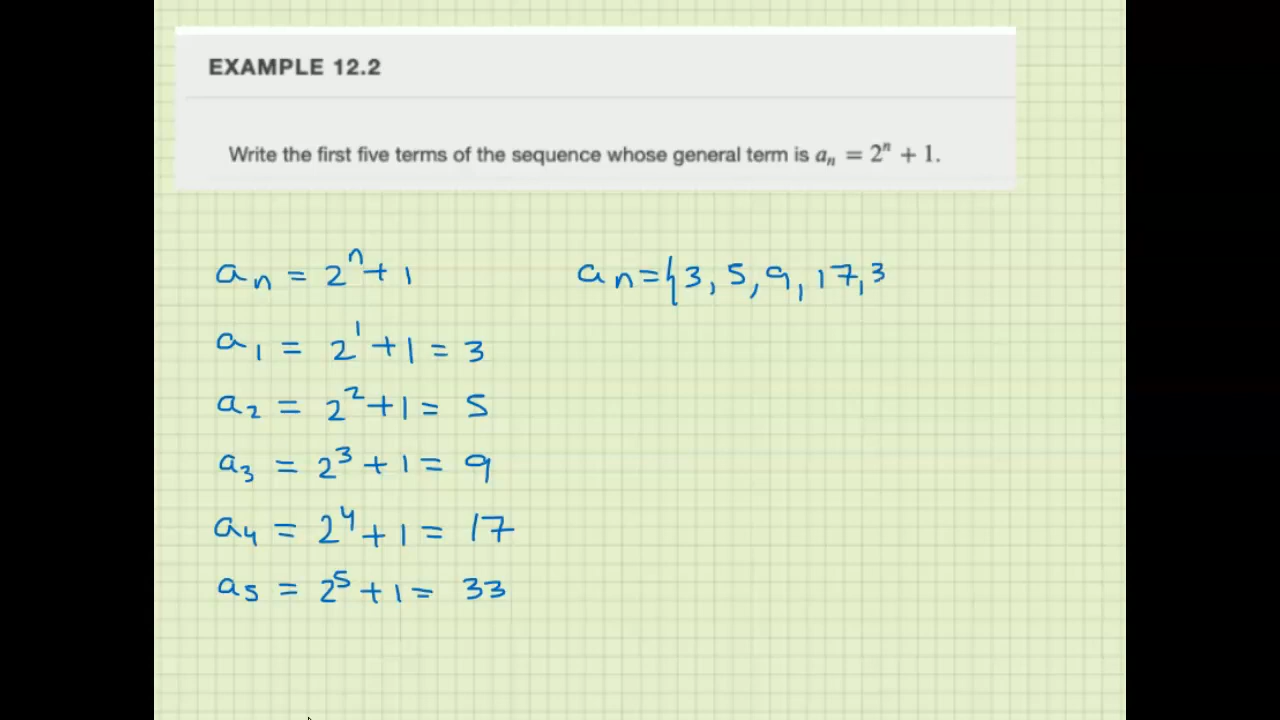 EXAMPLE 12.2
Write the first five terms of the sequence whose general term is aₙ = 2ⁿ + 1.
aₙ = 2ⁿ + 1
aₙ = {3, 5, 9, 17, 3
a₁ = 2¹ + 1 = 3
a₂ = 2² + 1 = 5
a₃ = 2³ + 1 = 9
a₄ = 2⁴ + 1 = 17
a₅ = 2⁵ + 1 = 33